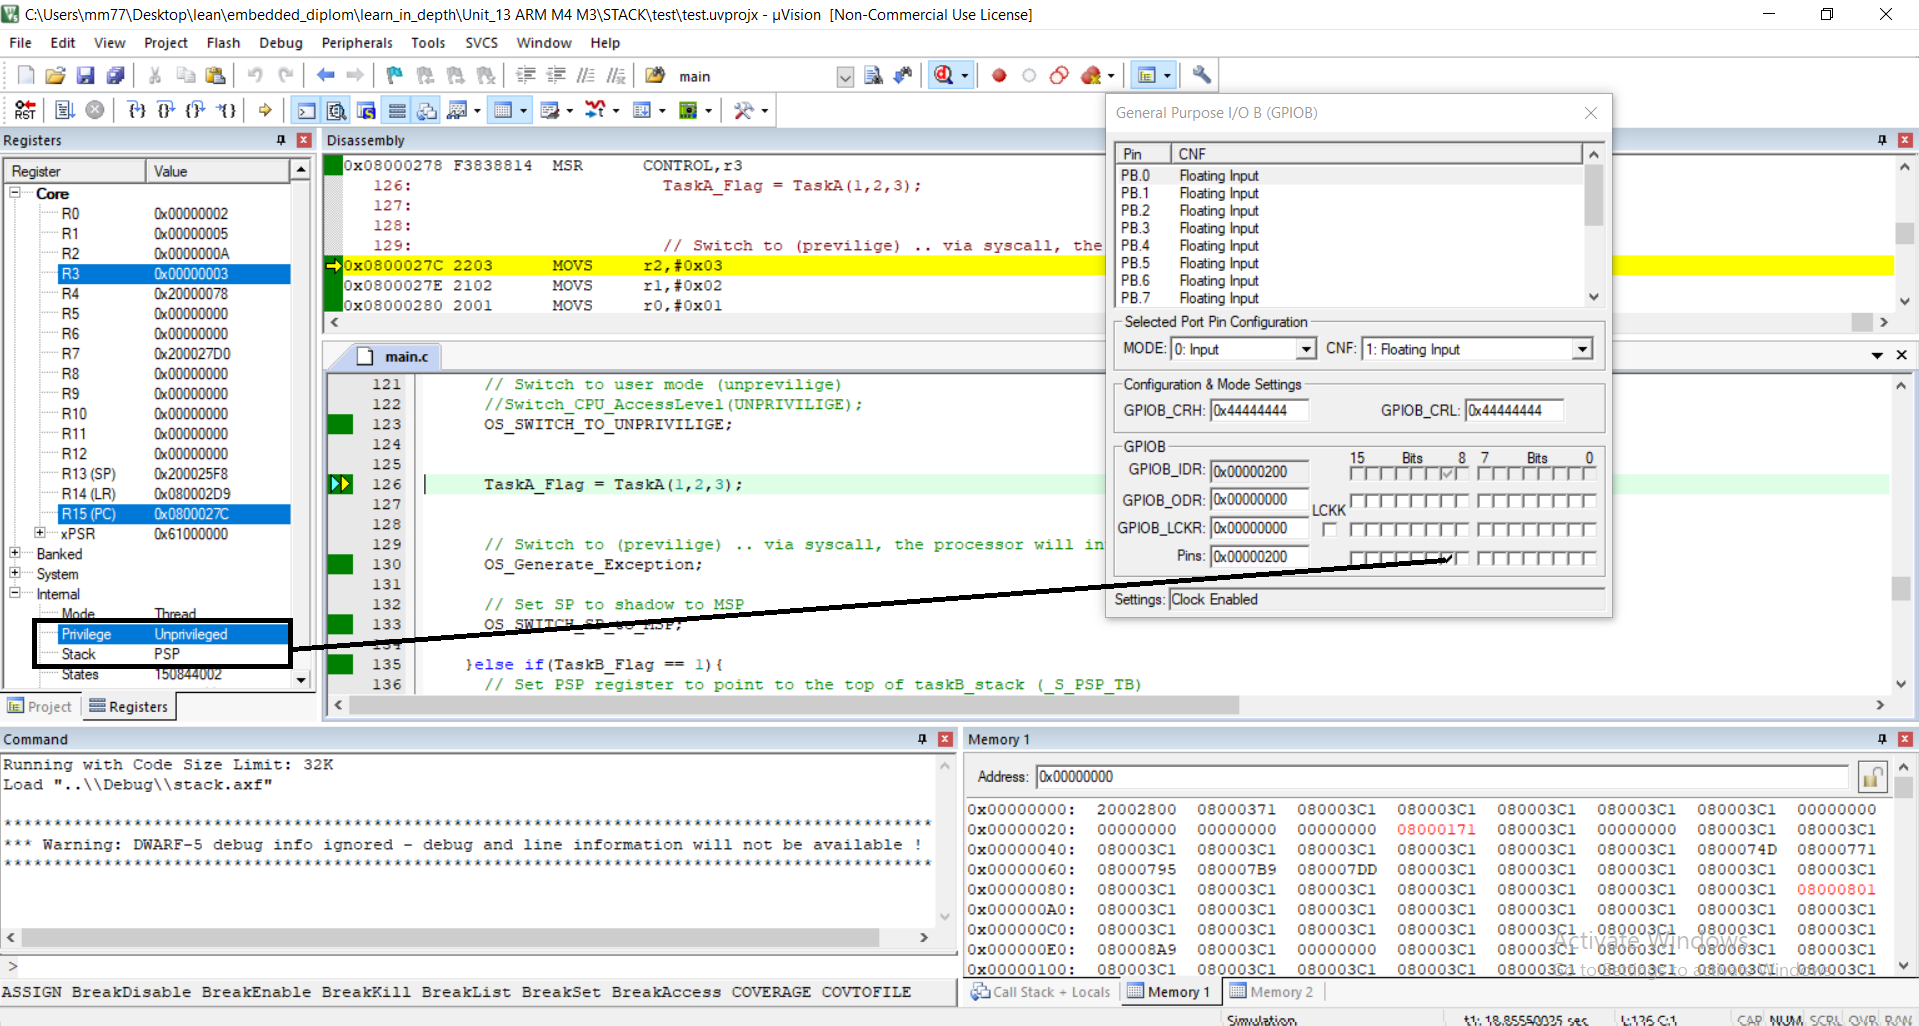 C:\Users\mm77\Desktop\lean\embedded_diplom\learn_in_depth\Unit_13 ARM M4 M3\STACK\test\test.uvprojx - µVision [Non-Commercial Use License]
File Edit View Project Flash Debug Peripherals Tools SVCS Window Help
main
RST
Registers
Register Value
Core
R0 0x00000002
R1 0x00000005
R2 0x0000000A
R3 0x00000003
R4 0x20000078
R5 0x00000000
R6 0x00000000
R7 0x200027D0
R8 0x00000000
R9 0x00000000
R10 0x00000000
R11 0x00000000
R12 0x00000000
R13 (SP) 0x200025F8
R14 (LR) 0x080002D9
R15 (PC) 0x0800027C
xPSR 0x61000000
Banked
System
Internal
Mode Thread
Privilege Unprivileged
Stack PSP
States 150844002
Project Registers
Disassembly
0x08000278 F3838814 MSR CONTROL,r3
126: TaskA_Flag = TaskA(1,2,3);
127:
128:
129: // Switch to (previlige) .. via syscall, the
0x0800027C 2203 MOVS r2,#0x03
0x0800027E 2102 MOVS r1,#0x02
0x08000280 2001 MOVS r0,#0x01
main.c
121 // Switch to user mode (unprevilige)
122 //Switch_CPU_AccessLevel(UNPRIVILIGE);
123 OS_SWITCH_TO_UNPRIVILIGE;
124
125
126 TaskA_Flag = TaskA(1,2,3);
127
128
129 // Switch to (previlige) .. via syscall, the processor will in
130 OS_Generate_Exception;
131
132 // Set SP to shadow to MSP
133 OS_SWITCH_SP_to_MSP;
134
135 }else if(TaskB_Flag == 1){
136 // Set PSP register to point to the top of taskB_stack (_S_PSP_TB)
General Purpose I/O B (GPIOB)
Pin CNF
PB.0 Floating Input
PB.1 Floating Input
PB.2 Floating Input
PB.3 Floating Input
PB.4 Floating Input
PB.5 Floating Input
PB.6 Floating Input
PB.7 Floating Input
Selected Port Pin Configuration
MODE: 0: Input CNF: 1: Floating Input
Configuration & Mode Settings
GPIOB_CRH: 0x44444444 GPIOB_CRL: 0x44444444
GPIOB
15 Bits 8 7 Bits 0
GPIOB_IDR: 0x00000200
GPIOB_ODR: 0x00000000
LCKK
GPIOB_LCKR: 0x00000000
Pins: 0x00000200
Settings: Clock Enabled
Command
Running with Code Size Limit: 32K
Load "..\\Debug\\stack.axf"
*********************************************************************************************
*** Warning: DWARF-5 debug info ignored - debug and line information will not be available !
*********************************************************************************************
>
ASSIGN BreakDisable BreakEnable BreakKill BreakList BreakSet BreakAccess COVERAGE COVTOFILE
Memory 1
Address: 0x00000000
0x00000000: 20002800 08000371 080003C1 080003C1 080003C1 080003C1 080003C1 00000000
0x00000020: 00000000 00000000 00000000 08000171 080003C1 00000000 080003C1 080003C1
0x00000040: 080003C1 080003C1 080003C1 080003C1 080003C1 080003C1 0800074D 08000771
0x00000060: 08000795 080007B9 080007DD 080003C1 080003C1 080003C1 080003C1 080003C1
0x00000080: 080003C1 080003C1 080003C1 080003C1 080003C1 080003C1 080003C1 08000801
0x000000A0: 080003C1 080003C1 080003C1 080003C1 080003C1 080003C1 080003C1 080003C1
0x000000C0: 080003C1 080003C1 080003C1 080003C1 080003C1 080003C1 080003C1 080003C1
0x000000E0: 080008A9 080003C1 00000000 080003C1 080003C1 080003C1 080003C1 080003C1
0x00000100: 080003C1 080003C1 080003C1 080003C1 080003C1 080003C1 080003C1 080003C1
Activate Windows
Go to Settings to activate Windows.
Call Stack + Locals Memory 1 Memory 2
Simulation t1: 18.85550025 sec L:126 C:1 CAP NUM SCRL OVR R/W